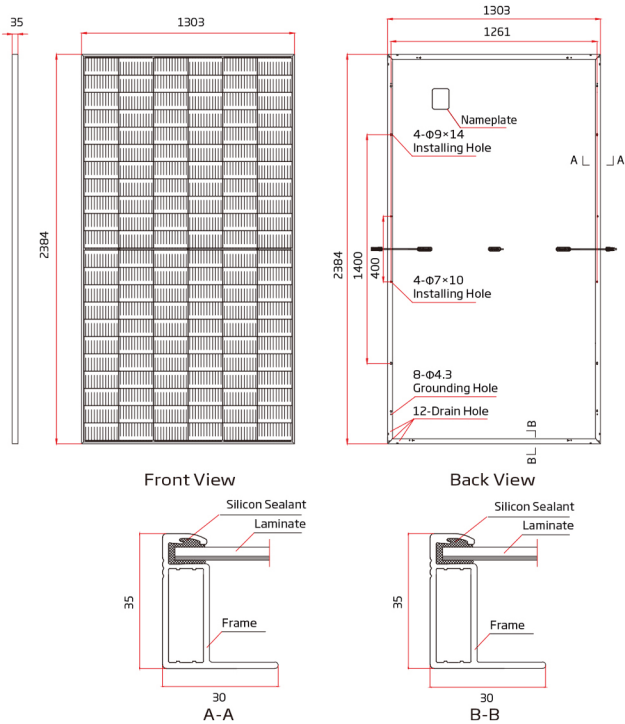 35
1303
2384
1303
1261
Nameplate
4-Φ9×14
Installing Hole
A
A
2384
1400
400
4-Φ7×10
Installing Hole
8-Φ4.3
Grounding Hole
12-Drain Hole
B
B
Front View
Back View
Silicon Sealant
Laminate
35
Frame
30
A-A
Silicon Sealant
Laminate
35
Frame
30
B-B